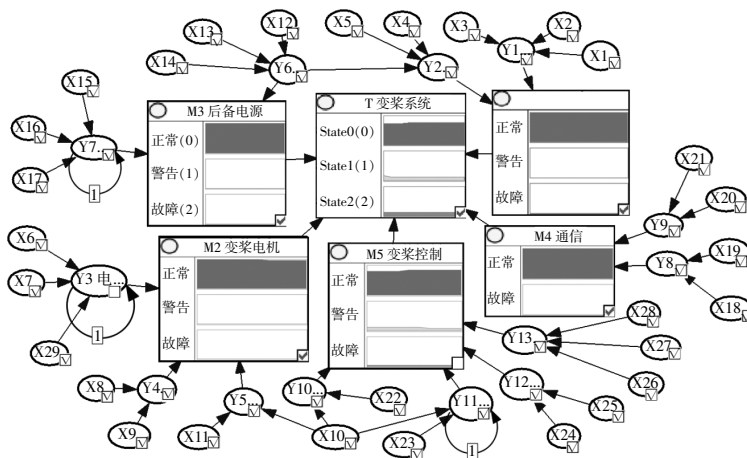 X12
X13
X5
X4
X3
X2
X1
X14
Y6...
Y2...
Y1...
X15
M3 后备电源
T 变桨系统
X16
正常(0)
State0(0)
正常
Y7...
警告(1)
State1(1)
警告
X21
X17
1
故障(2)
State2(2)
故障
X20
X6
M2 变桨电机
M5 变桨控制
M4 通信
Y9
X19
X7
Y3 电...
正常
正常
正常
Y8
警告
警告
故障
X18
X29
1
故障
故障
X28
Y13
X27
X8
Y4...
Y5...
Y10...
X22
Y11...
Y12...
X26
X25
X9
X11
X10
X23
1
X24